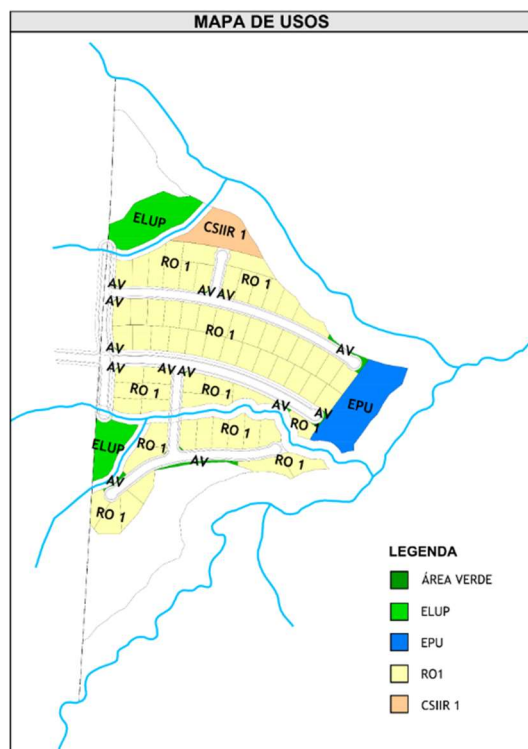 MAPA DE USOS
ELUP
CSIIR 1
RO 1
RO 1
AV
AV AV
AV
RO 1
AV
AV
AV
AV AV
EPU
RO 1
RO 1
AV
AV
RO 1
ELUP
RO 1
RO 1
AV
RO 1
AV
RO 1
LEGENDA
ÁREA VERDE
ELUP
EPU
RO1
CSIIR 1